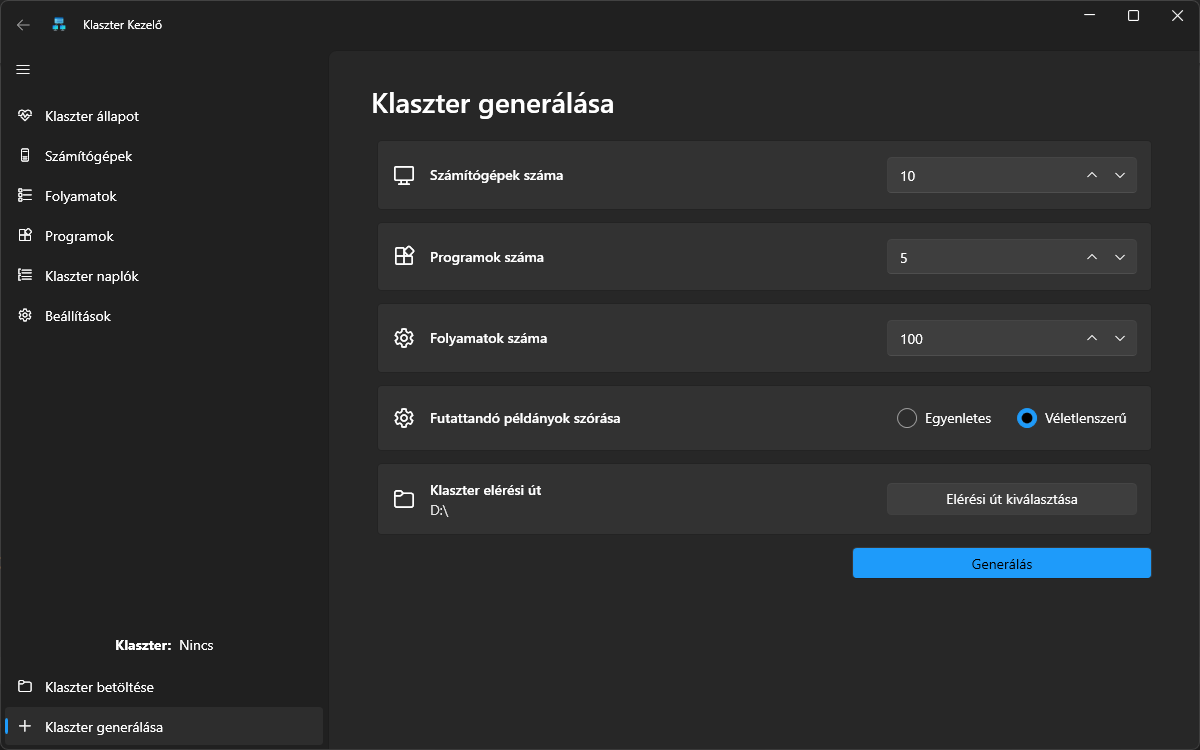 Klaszter Kezelő
Klaszter állapot
Számítógépek
Folyamatok
Programok
Klaszter naplók
Beállítások
Klaszter: Nincs
Klaszter betöltése
Klaszter generálása
Klaszter generálása
Számítógépek száma
10
Programok száma
5
Folyamatok száma
100
Futattandó példányok szórása
Egyenletes
Véletlenszerű
Klaszter elérési út
D:\
Elérési út kiválasztása
Generálás